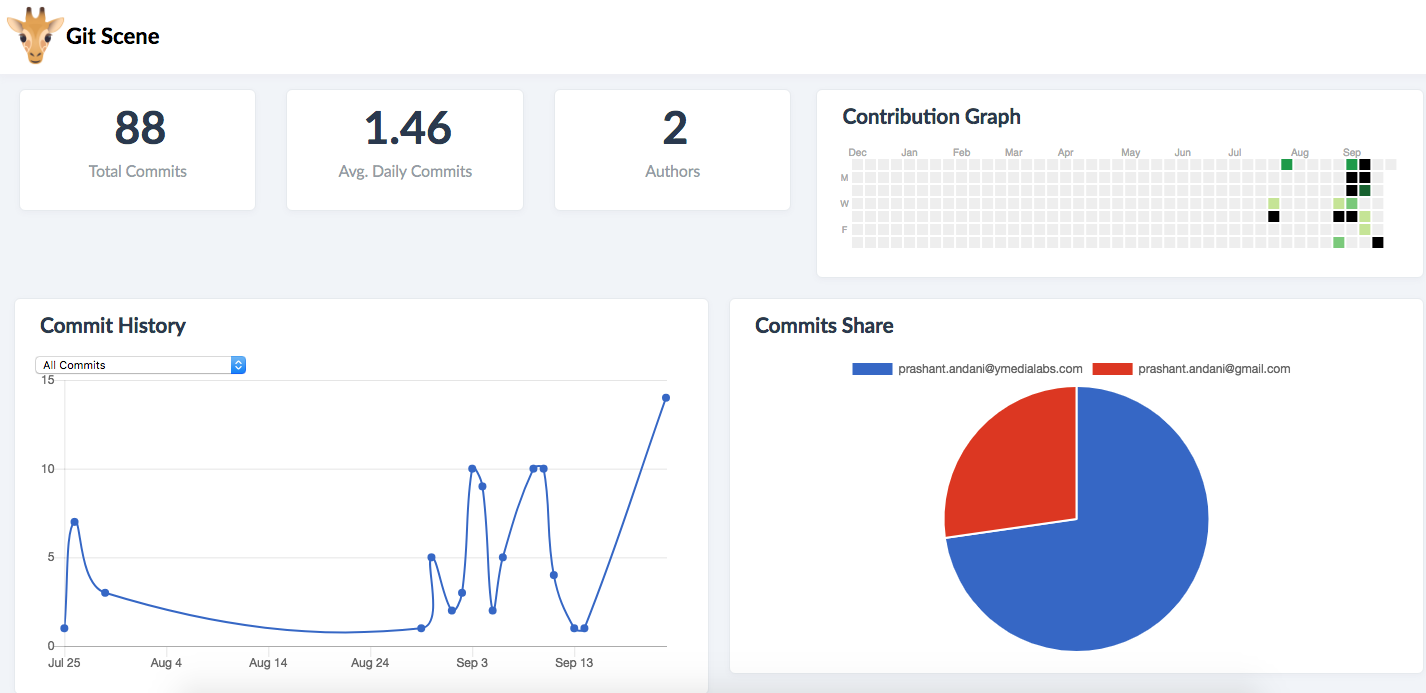 Git Scene
88
Total Commits
1.46
Avg. Daily Commits
2
Authors
Contribution Graph
Dec Jan Feb Mar Apr May Jun Jul Aug Sep
M
W
F
Commit History
All Commits
15
10
5
0
Jul 25 Aug 4 Aug 14 Aug 24 Sep 3 Sep 13
Commits Share
prashant.andani@ymedialabs.com prashant.andani@gmail.com